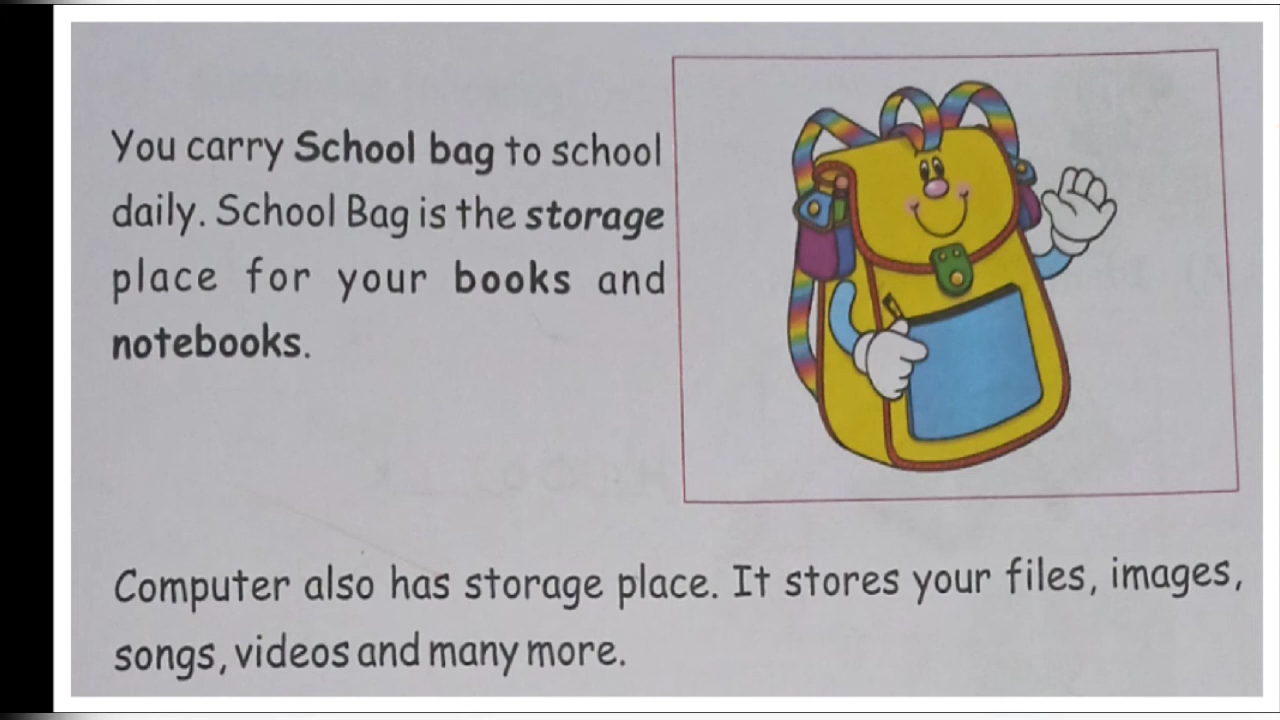 You carry School bag to school
daily. School Bag is the storage
place for your books and
notebooks.
Computer also has storage place. It stores your files, images,
songs, videos and many more.